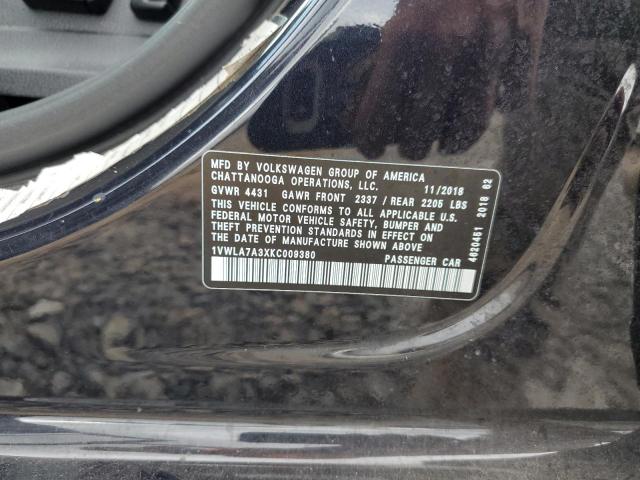 MFD BY VOLKSWAGEN GROUP OF AMERICA
CHATTANOOGA OPERATIONS, LLC. 11/2018
GVWR 4431 GAWR FRONT 2337 / REAR 2205 LBS
THIS VEHICLE CONFORMS TO ALL APPLICABLE U.S.
FEDERAL MOTOR VEHICLE SAFETY, BUMPER AND
THEFT PREVENTION STANDARDS IN EFFECT ON
THE DATE OF MANUFACTURE SHOWN ABOVE
1VWLA7A3XKC009380 PASSENGER CAR
4620461 2018 02